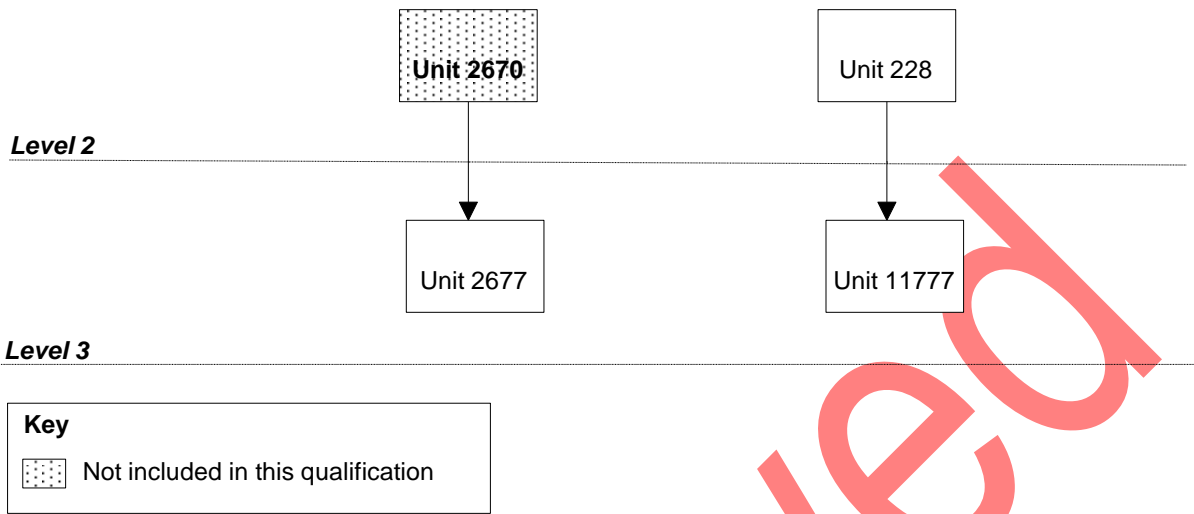 Unit 2670
Unit 228
Level 2
Unit 2677
Unit 11777
Level 3
Key
Not included in this qualification